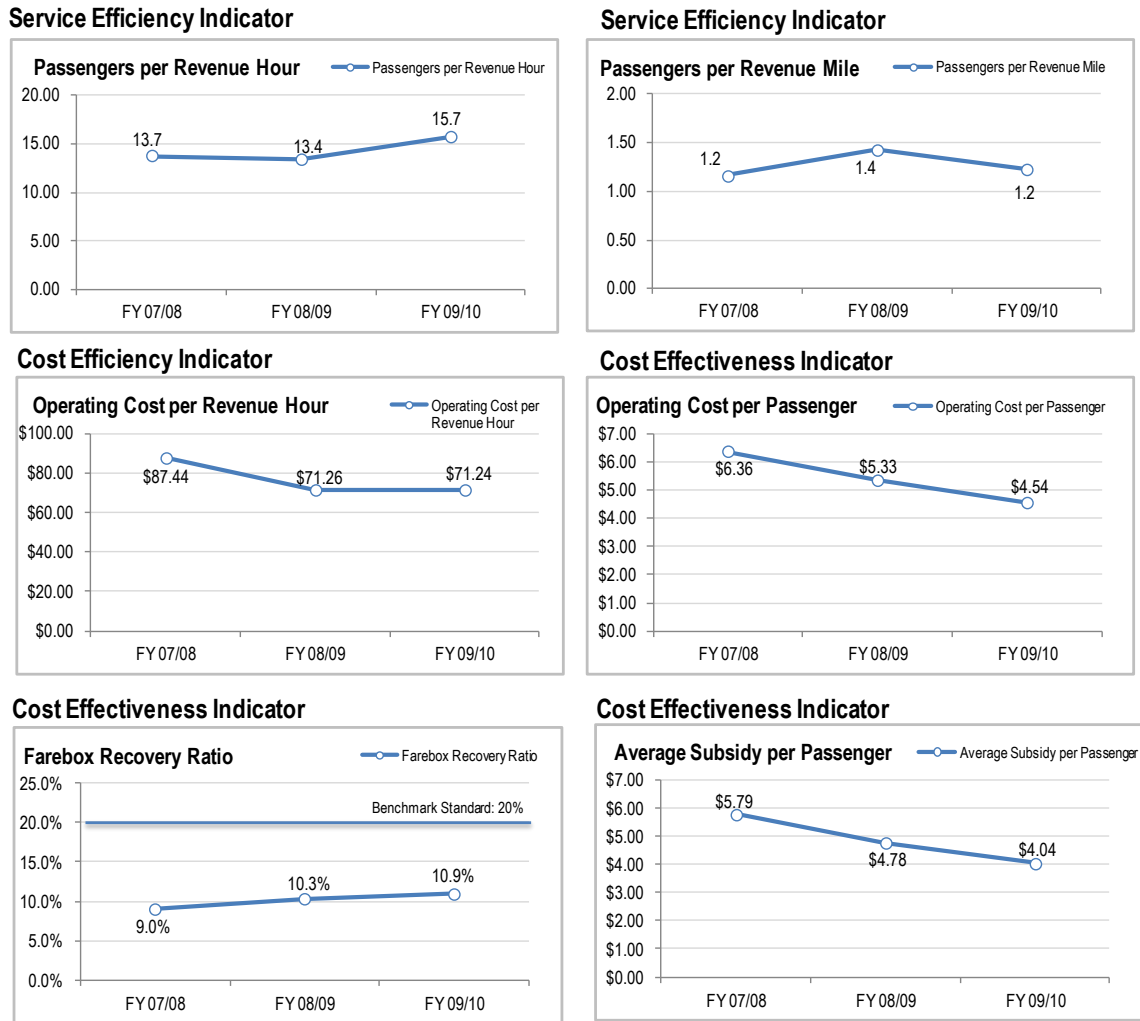 Service Efficiency Indicator
Passengers per Revenue Hour
Passengers per Revenue Hour
20.00
15.00
10.00
5.00
0.00
13.7
13.4
15.7
FY 07/08 FY 08/09 FY 09/10
Service Efficiency Indicator
Passengers per Revenue Mile
Passengers per Revenue Mile
2.00
1.50
1.00
0.50
0.00
1.2
1.4
1.2
FY 07/08 FY 08/09 FY 09/10
Cost Efficiency Indicator
Operating Cost per Revenue Hour
Operating Cost per
Revenue Hour
$100.00
$80.00
$60.00
$40.00
$20.00
$0.00
$87.44
$71.26
$71.24
FY 07/08 FY 08/09 FY 09/10
Cost Effectiveness Indicator
Operating Cost per Passenger
Operating Cost per Passenger
$7.00
$6.00
$5.00
$4.00
$3.00
$2.00
$1.00
$0.00
$6.36
$5.33
$4.54
FY 07/08 FY 08/09 FY 09/10
Cost Effectiveness Indicator
Farebox Recovery Ratio
Farebox Recovery Ratio
25.0%
20.0%
15.0%
10.0%
5.0%
0.0%
Benchmark Standard: 20%
9.0%
10.3%
10.9%
FY 07/08 FY 08/09 FY 09/10
Cost Effectiveness Indicator
Average Subsidy per Passenger
Average Subsidy per Passenger
$7.00
$6.00
$5.00
$4.00
$3.00
$2.00
$1.00
$0.00
$5.79
$4.78
$4.04
FY 07/08 FY 08/09 FY 09/10